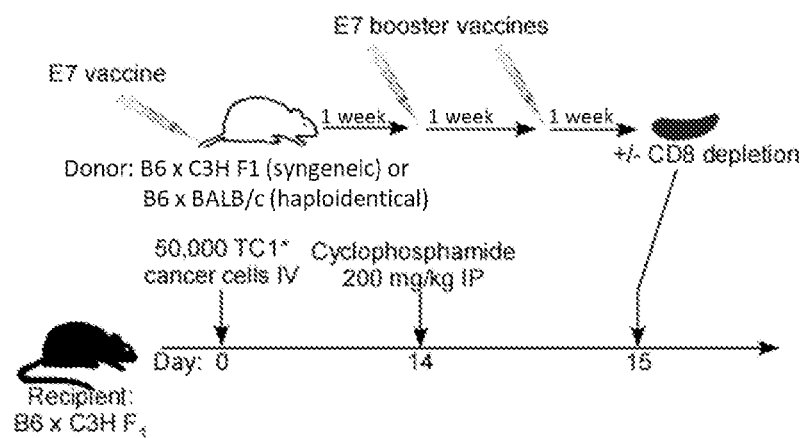 E7 booster vaccines
E7 vaccine
1 week
1 week
1 week
+/- CD8 depletion
Donor: B6 x C3H F1 (syngeneic) or
B6 x BALB/c (haploidentical)
50,000 TC1*
cancer cells IV
Cyclophosphamide
200 mg/kg IP
Day: 0
14
15
Recipient:
B6 x C3H F1